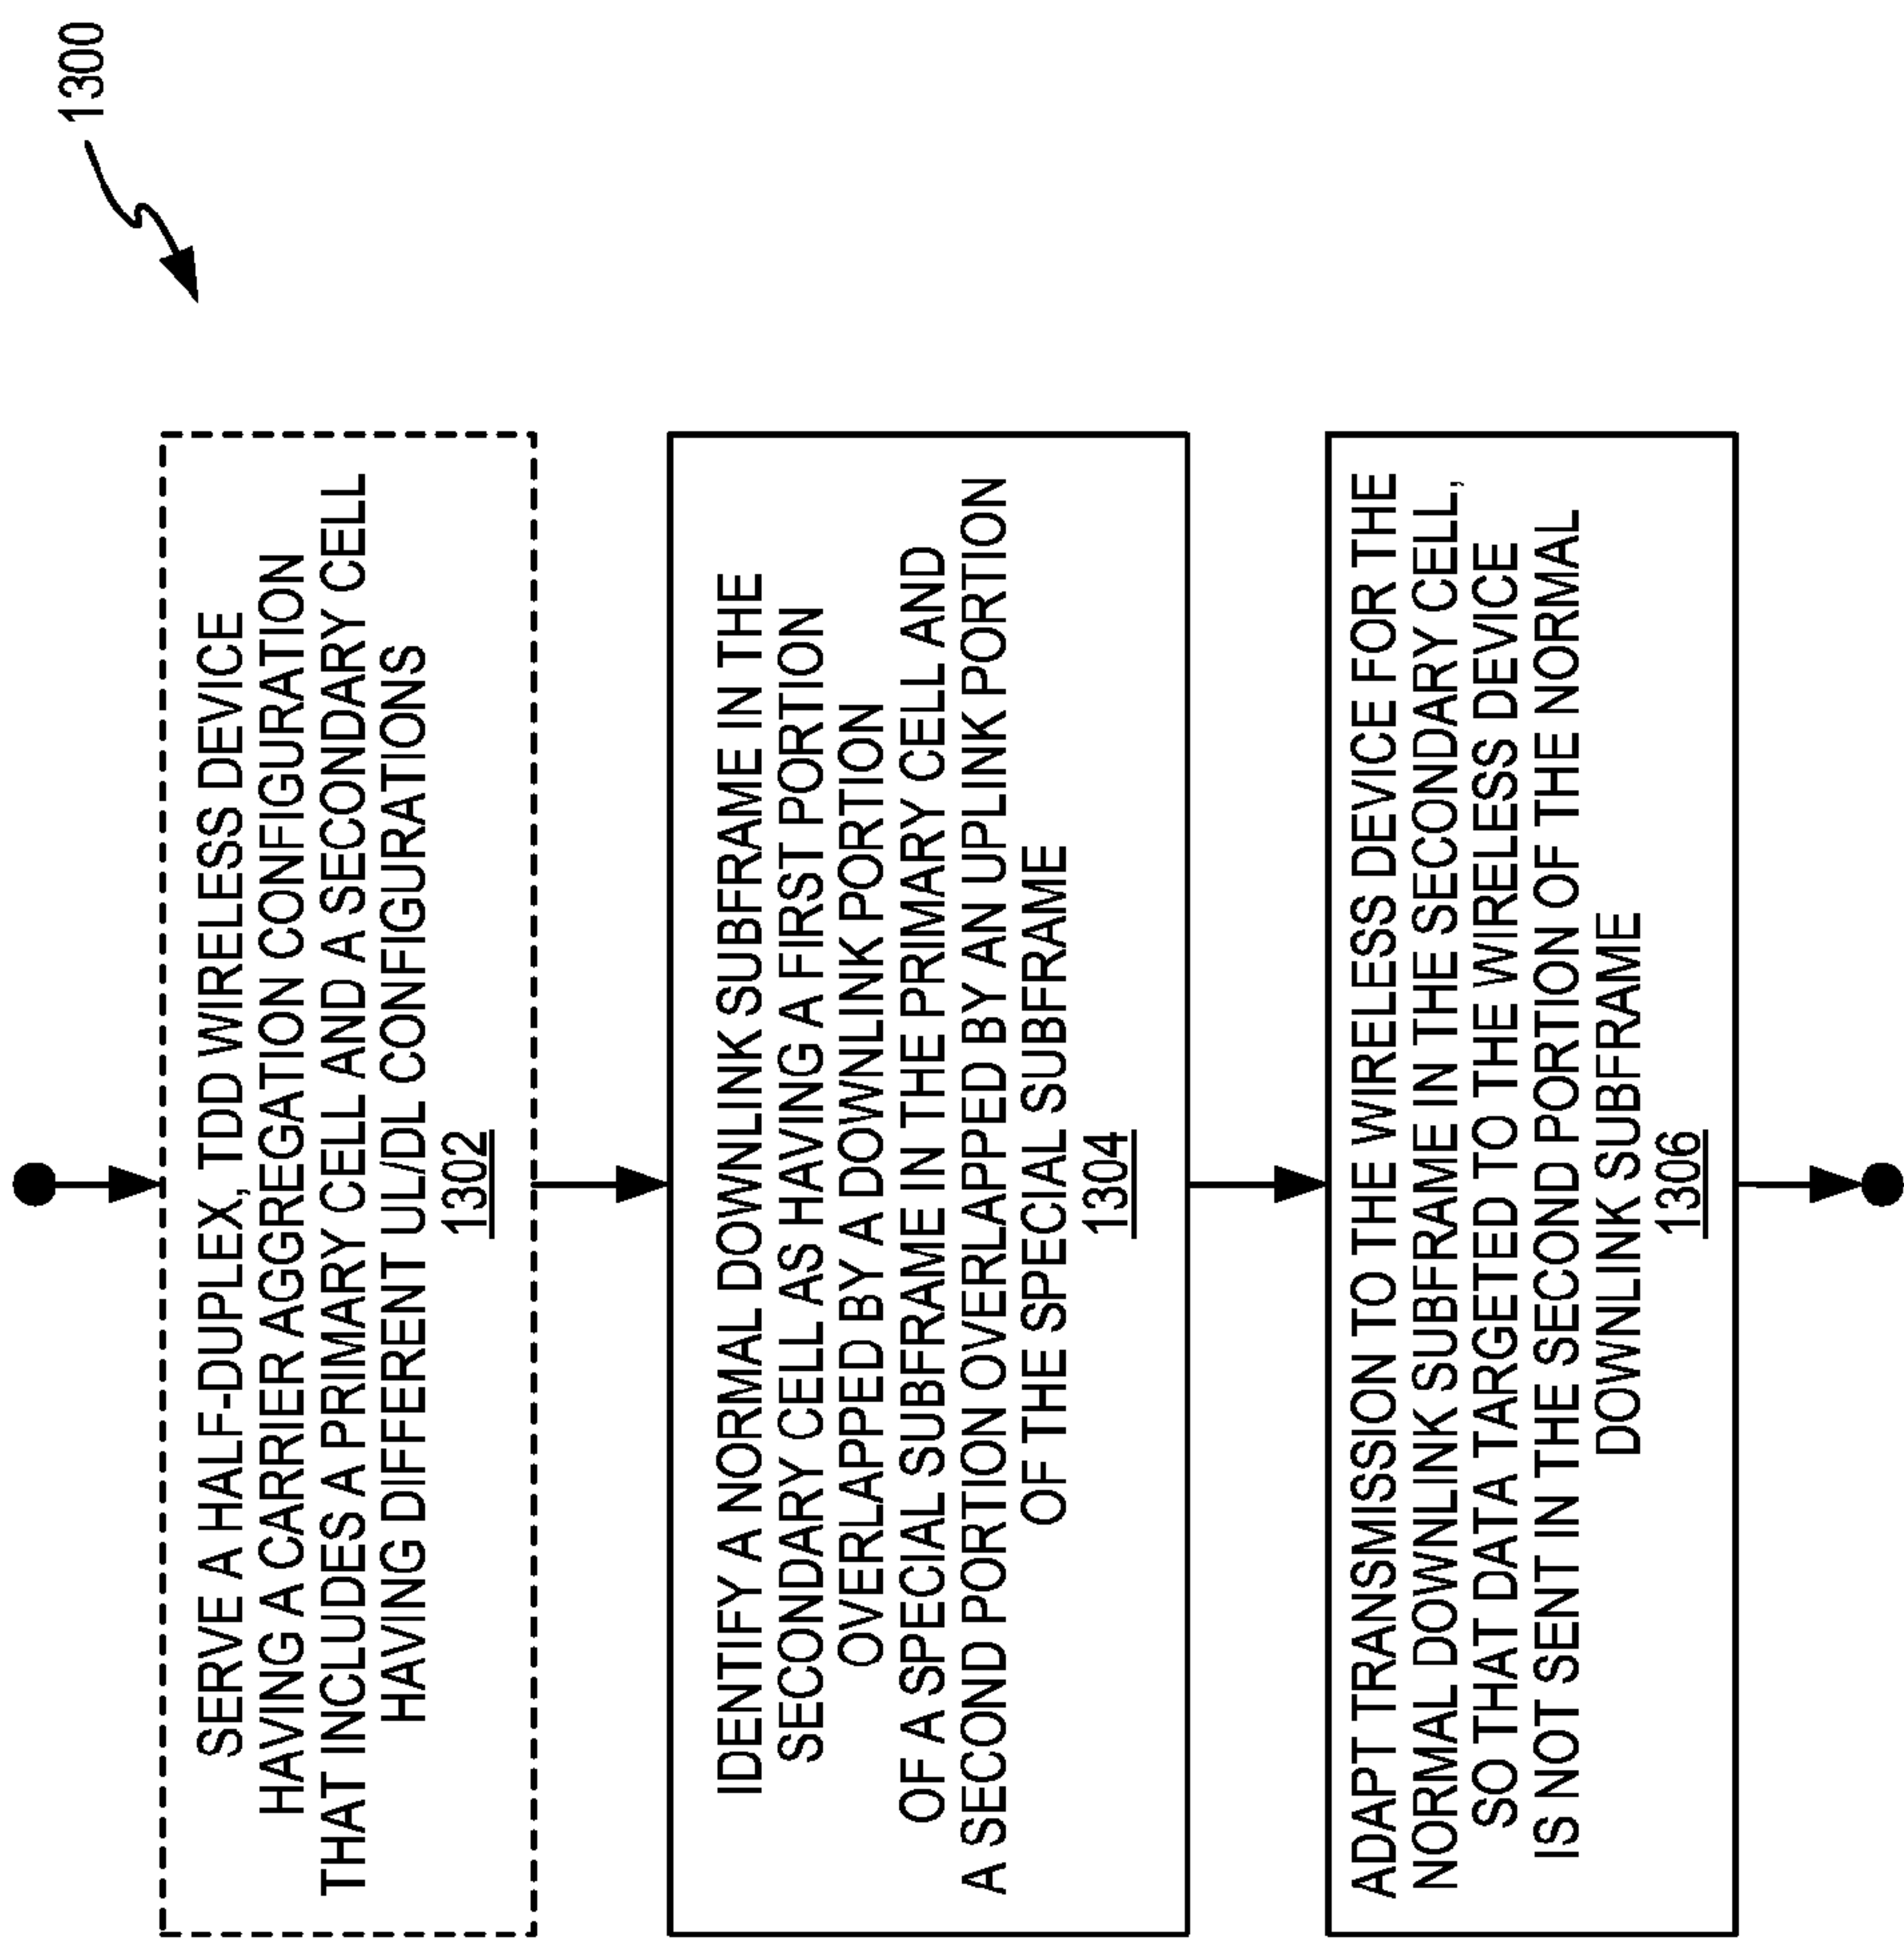 1300
SERVE A HALF-DUPLEX, TDD WIRELESS DEVICE
HAVING A CARRIER AGGREGATION CONFIGURATION
THAT INCLUDES A PRIMARY CELL AND A SECONDARY CELL
HAVING DIFFERENT UL/DL CONFIGURATIONS
1302
IDENTIFY A NORMAL DOWNLINK SUBFRAME IN THE
SECONDARY CELL AS HAVING A FIRST PORTION
OVERLAPPED BY A DOWNLINK PORTION
OF A SPECIAL SUBFRAME IN THE PRIMARY CELL AND
A SECOND PORTION OVERLAPPED BY AN UPLINK PORTION
OF THE SPECIAL SUBFRAME
1304
ADAPT TRANSMISSION TO THE WIRELESS DEVICE FOR THE
NORMAL DOWNLINK SUBFRAME IN THE SECONDARY CELL,
SO THAT DATA TARGETED TO THE WIRELESS DEVICE
IS NOT SENT IN THE SECOND PORTION OF THE NORMAL
DOWNLINK SUBFRAME
1306